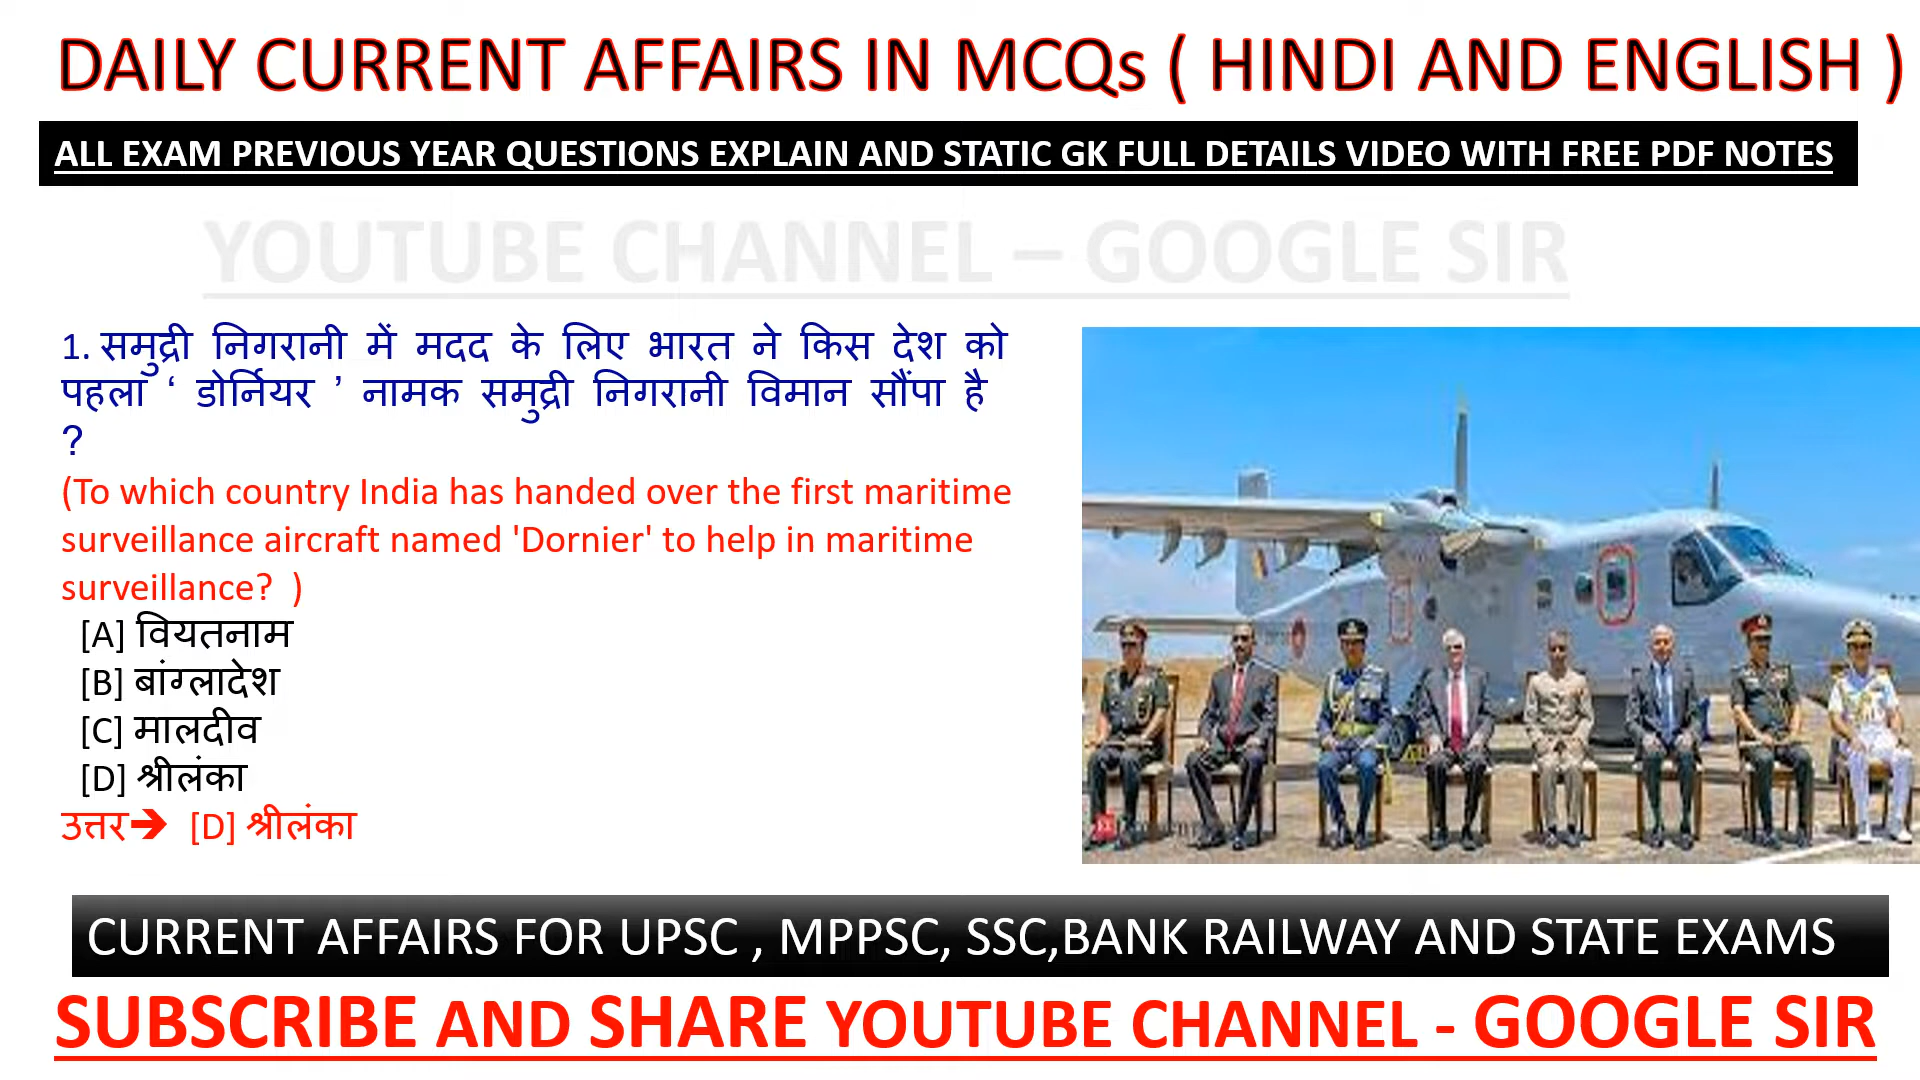 DAILY CURRENT AFFAIRS IN MCQs ( HINDI AND ENGLISH )
ALL EXAM PREVIOUS YEAR QUESTIONS EXPLAIN AND STATIC GK FULL DETAILS VIDEO WITH FREE PDF NOTES
YOUTUBE CHANNEL – GOOGLE SIR
1. समुद्री निगरानी में मदद के लिए भारत ने किस देश को
पहला ‘ डोर्नियर ’ नामक समुद्री निगरानी विमान सौंपा है
?
(To which country India has handed over the first maritime
surveillance aircraft named 'Dornier' to help in maritime
surveillance? )
[A] वियतनाम
[B] बांग्लादेश
[C] मालदीव
[D] श्रीलंका
उत्तर➔ [D] श्रीलंका
CURRENT AFFAIRS FOR UPSC , MPPSC, SSC,BANK RAILWAY AND STATE EXAMS
SUBSCRIBE AND SHARE YOUTUBE CHANNEL - GOOGLE SIR